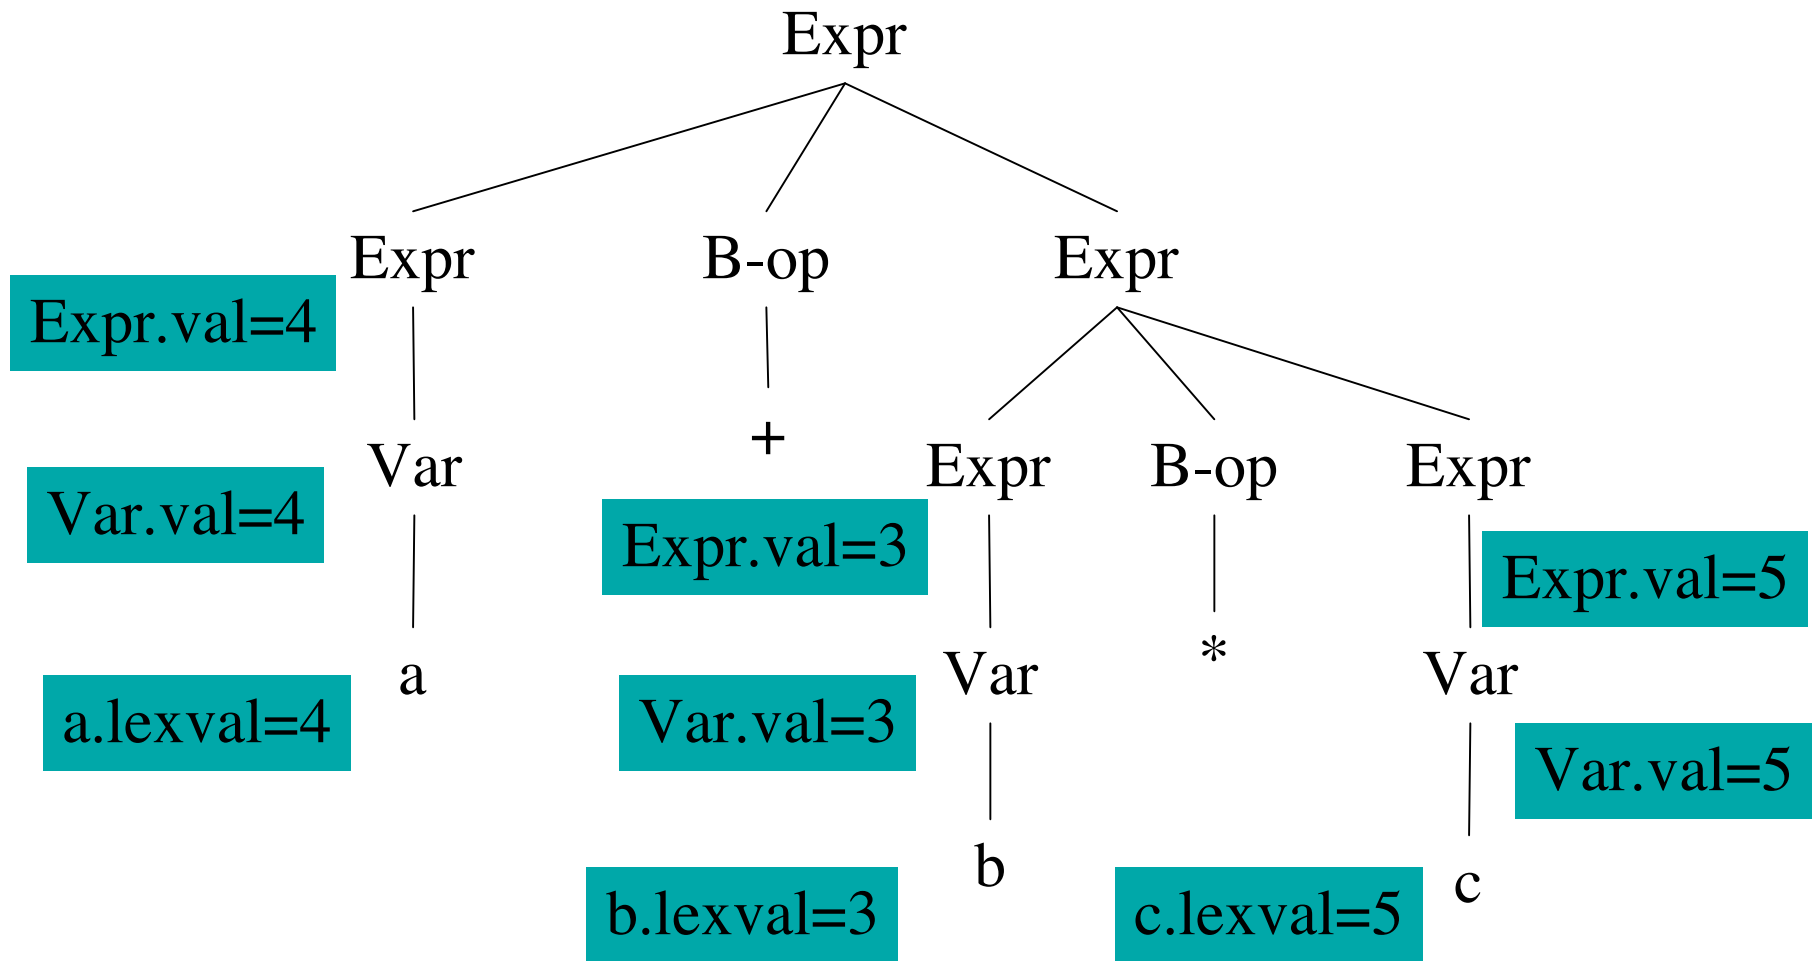 Expr
Expr
B-op
Expr
Expr.val=4
+
Var
Expr
B-op
Expr
Var.val=4
Expr.val=3
Expr.val=5
*
a
Var
Var
a.lexval=4
Var.val=3
Var.val=5
b
c
b.lexval=3
c.lexval=5